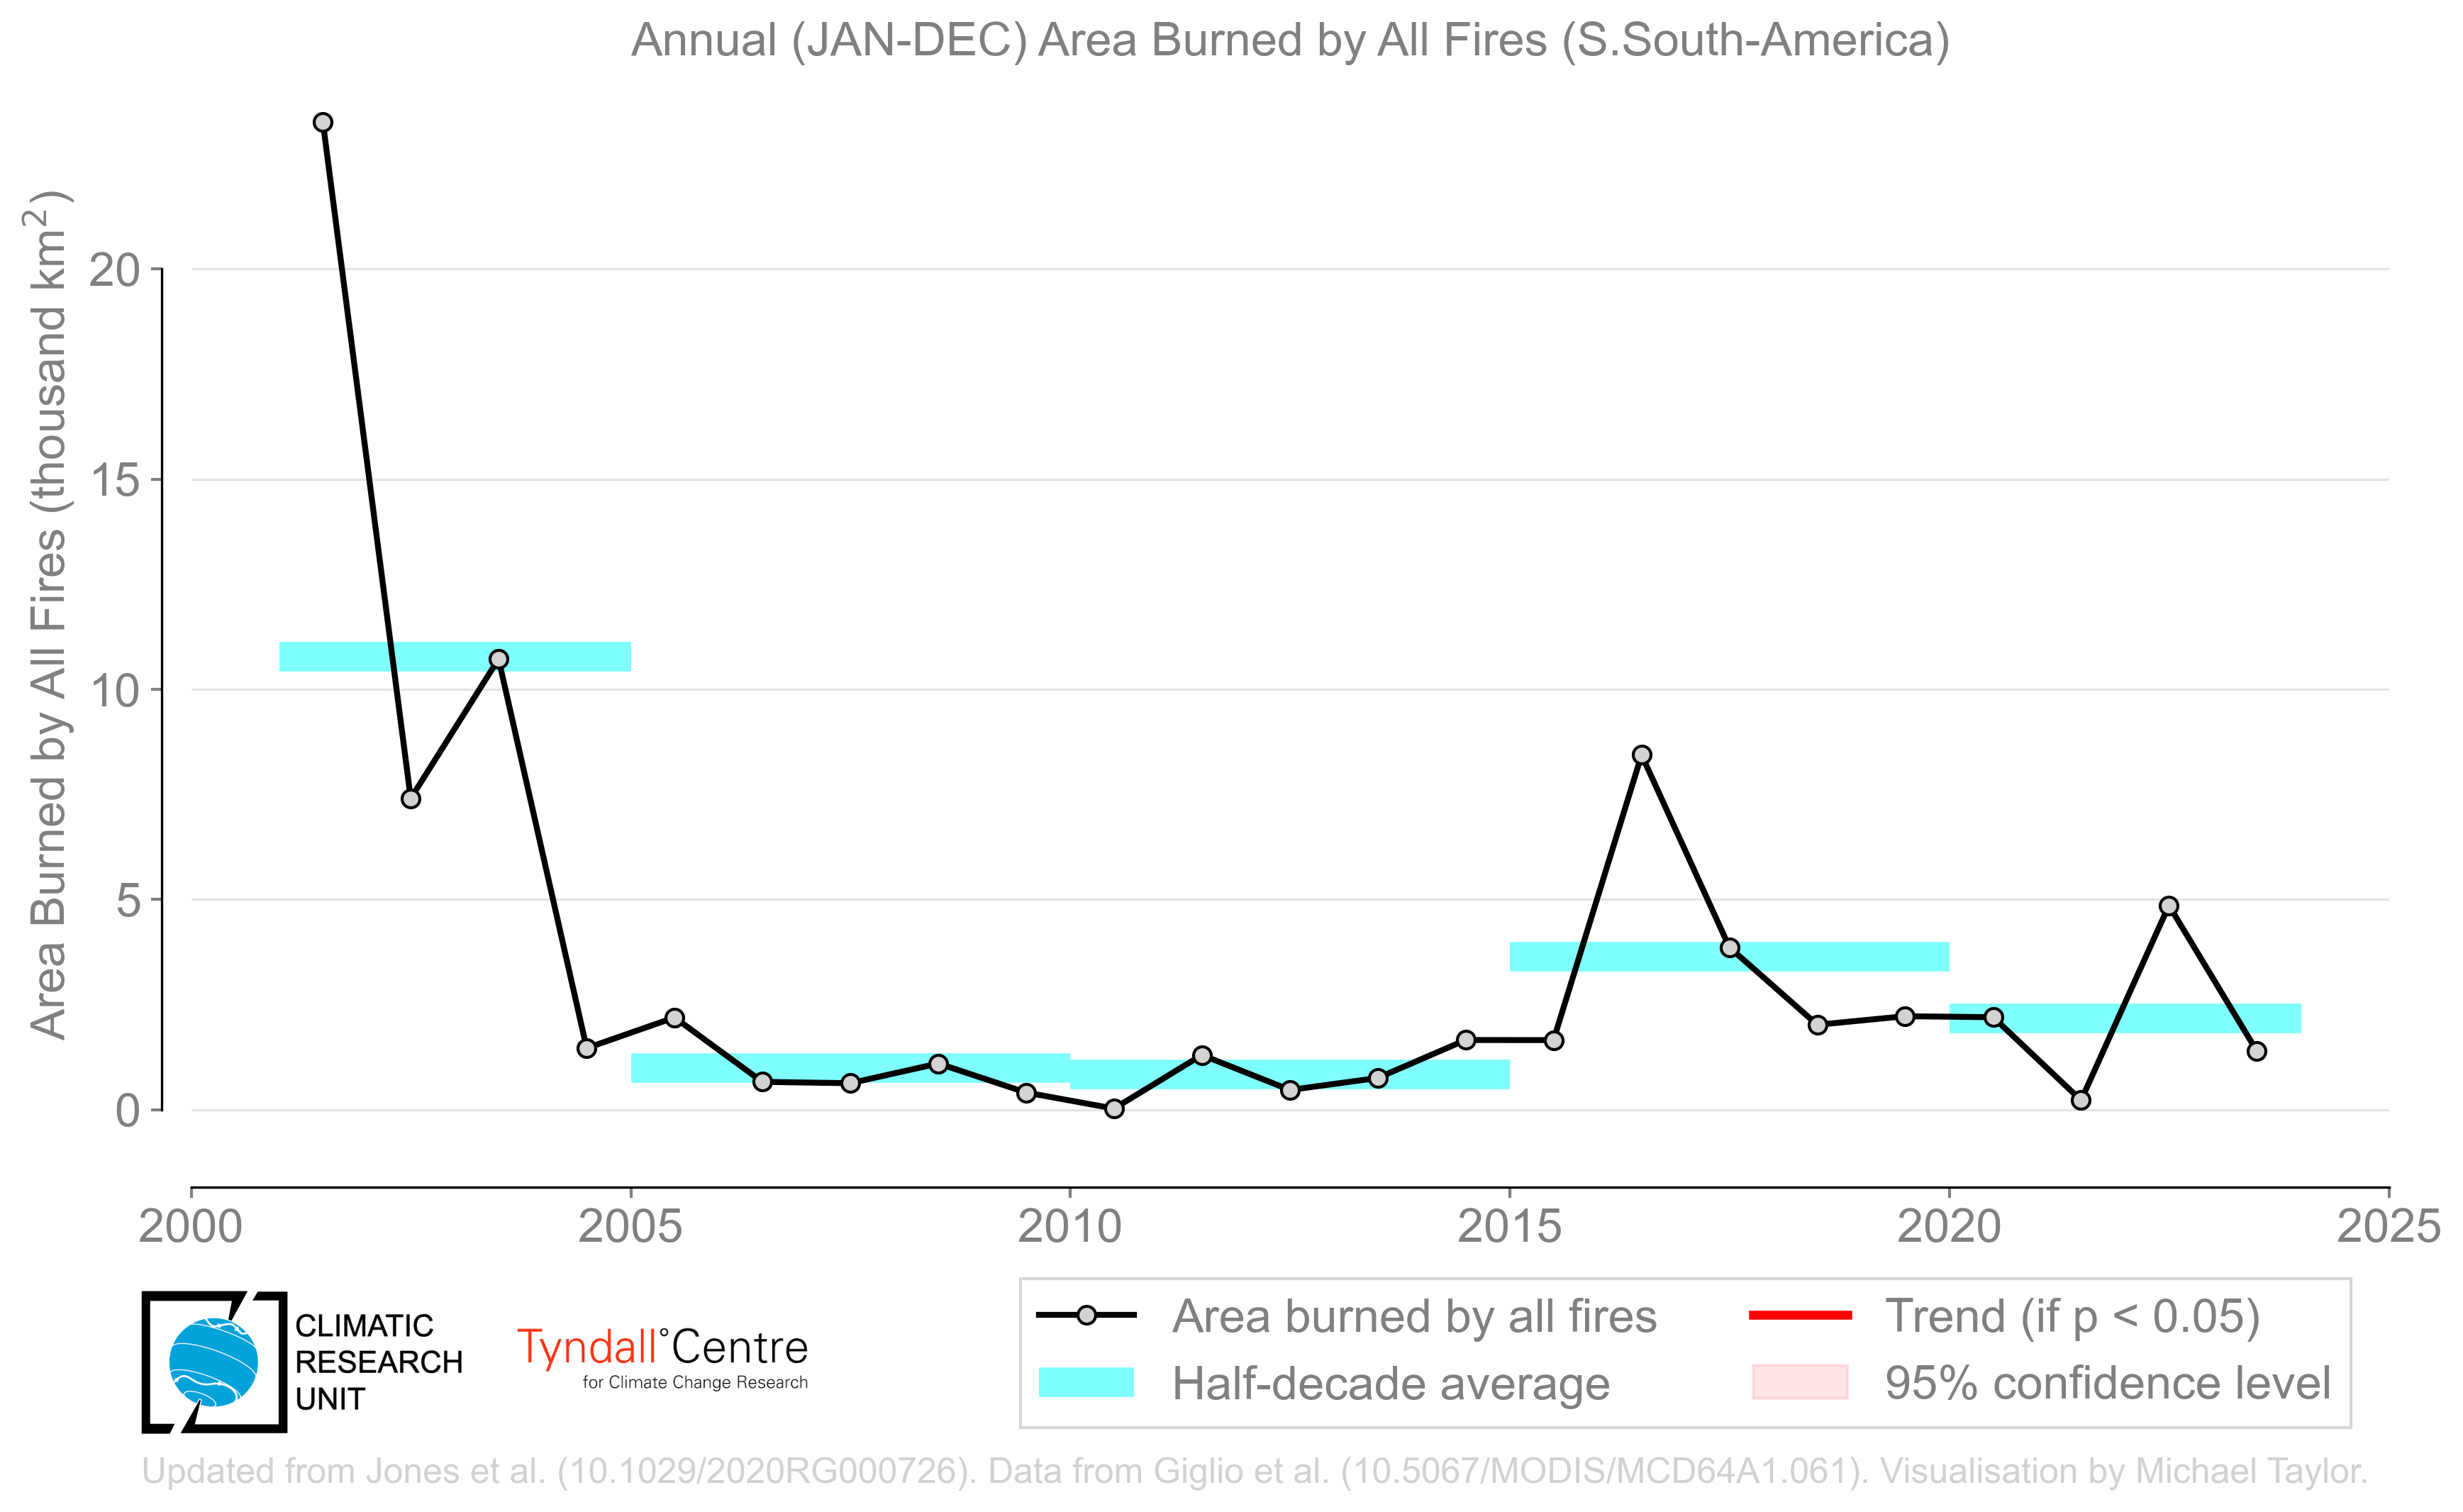 Annual (JAN-DEC) Area Burned by All Fires (S.South-America)
Area Burned by All Fires (thousand km²)
20
15
10
5
0
2000 2005 2010 2015 2020 2025
CLIMATIC
RESEARCH
UNIT
Tyndall°Centre
for Climate Change Research
Area burned by all fires
Half-decade average
Trend (if p < 0.05)
95% confidence level
Updated from Jones et al. (10.1029/2020RG000726). Data from Giglio et al. (10.5067/MODIS/MCD64A1.061). Visualisation by Michael Taylor.